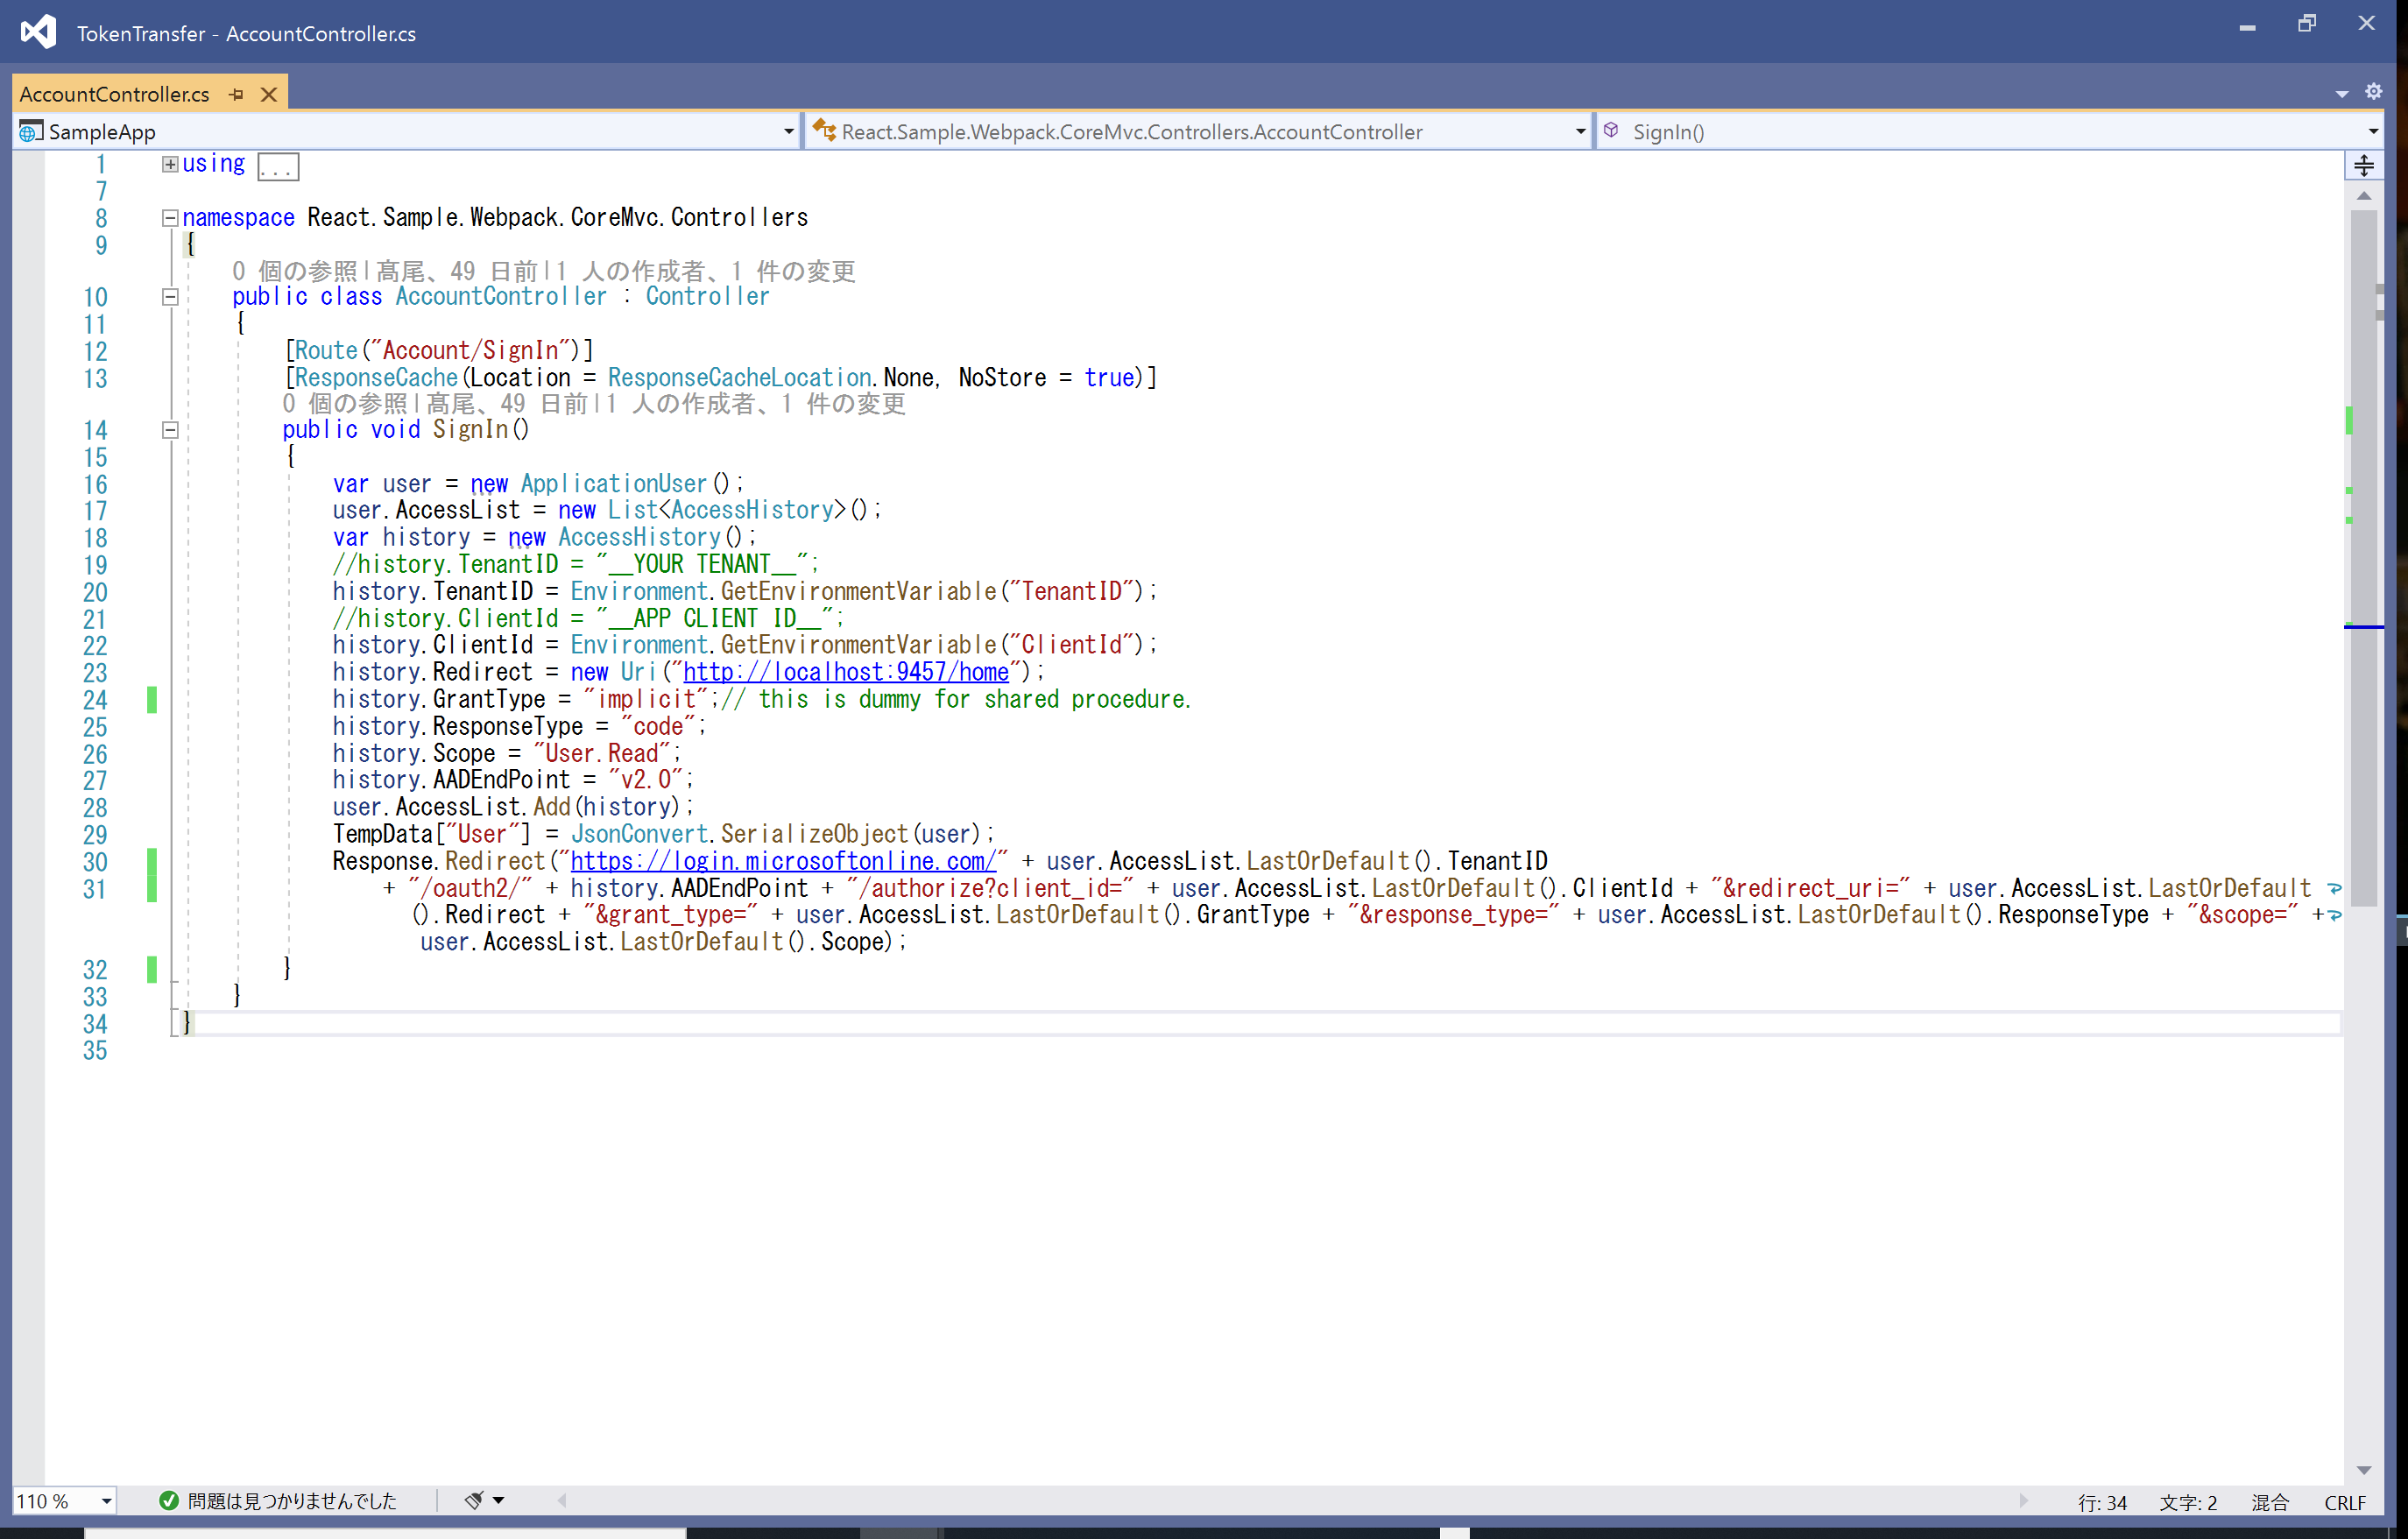 TokenTransfer - AccountController.cs
AccountController.cs
SampleApp
React.Sample.Webpack.CoreMvc.Controllers.AccountController
SignIn()
1 using ...
7
8 namespace React.Sample.Webpack.CoreMvc.Controllers
9 {
0 個の参照|髙尾、49 日前|1 人の作成者、1 件の変更
10 public class AccountController : Controller
11 {
12 [Route("Account/SignIn")]
13 [ResponseCache(Location = ResponseCacheLocation.None, NoStore = true)]
0 個の参照|髙尾、49 日前|1 人の作成者、1 件の変更
14 public void SignIn()
15 {
16 var user = new ApplicationUser();
17 user.AccessList = new List<AccessHistory>();
18 var history = new AccessHistory();
19 //history.TenantID = "__YOUR TENANT__";
20 history.TenantID = Environment.GetEnvironmentVariable("TenantID");
21 //history.ClientId = "__APP CLIENT ID__";
22 history.ClientId = Environment.GetEnvironmentVariable("ClientId");
23 history.Redirect = new Uri("http://localhost:9457/home");
24 history.GrantType = "implicit";// this is dummy for shared procedure.
25 history.ResponseType = "code";
26 history.Scope = "User.Read";
27 history.AADEndPoint = "v2.0";
28 user.AccessList.Add(history);
29 TempData["User"] = JsonConvert.SerializeObject(user);
30 Response.Redirect("https://login.microsoftonline.com/" + user.AccessList.LastOrDefault().TenantID
31 + "/oauth2/" + history.AADEndPoint + "/authorize?client_id=" + user.AccessList.LastOrDefault().ClientId + "&redirect_uri=" + user.AccessList.LastOrDefault
().Redirect + "&grant_type=" + user.AccessList.LastOrDefault().GrantType + "&response_type=" + user.AccessList.LastOrDefault().ResponseType + "&scope=" +
user.AccessList.LastOrDefault().Scope);
32 }
33 }
34 }
35
110 %
問題は見つかりませんでした
行: 34
文字: 2
混合
CRLF